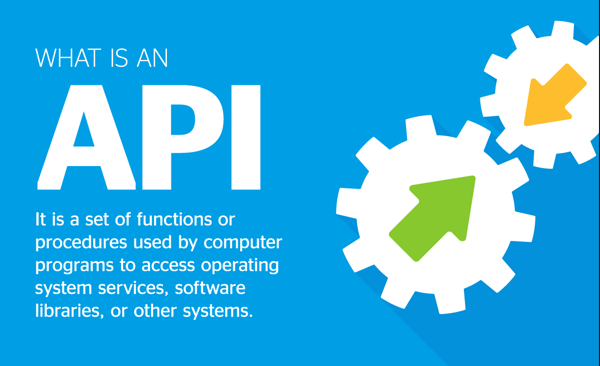 WHAT IS AN
API
It is a set of functions or
procedures used by computer
programs to access operating
system services, software
libraries, or other systems.